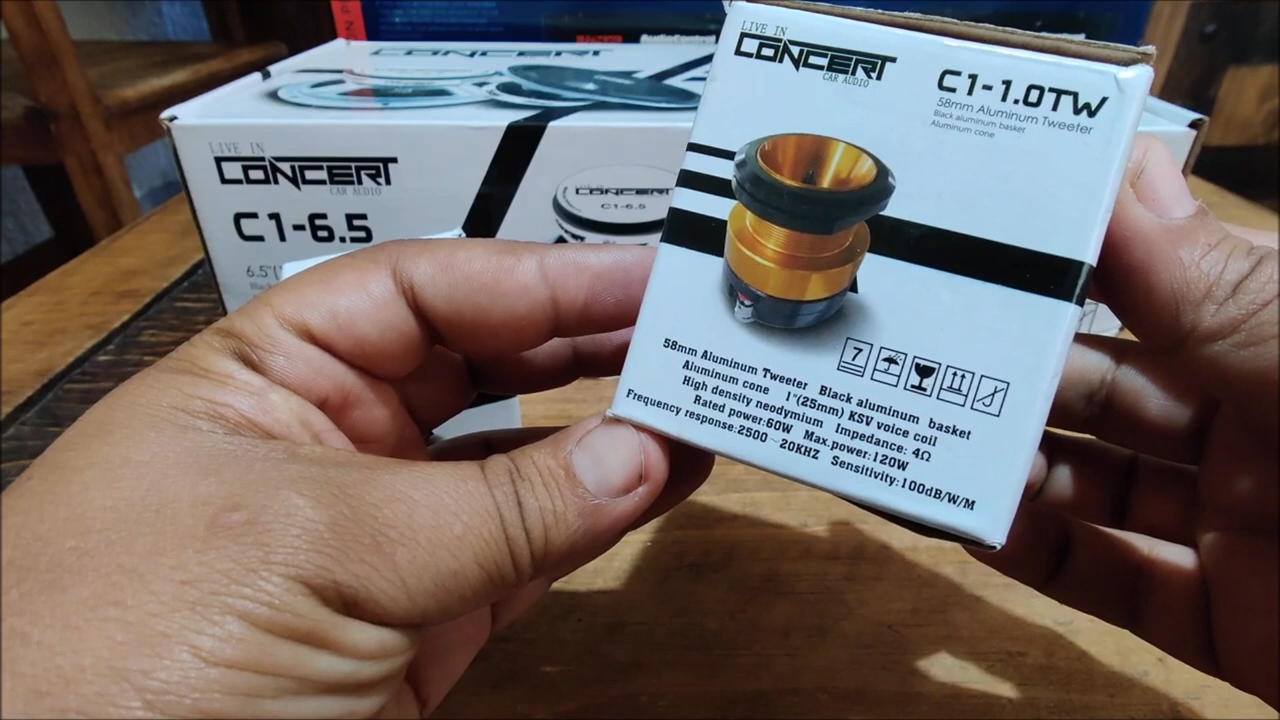 LIVE IN
CONCERT
CAR AUDIO
C1-1.0TW
58mm Aluminum Tweeter
Black aluminum basket
Aluminum cone
7
58mm Aluminum Tweeter Black aluminum basket
Aluminum cone 1"(25mm) KSV voice coil
High density neodymium Impedance: 4Ω
Rated power:60W Max.power:120W
Frequency response:2500~20KHZ Sensitivity:100dB/W/M
CONCERT
LIVE IN
CONCERT
CAR AUDIO
C1-6.5
6.5"
CONCERT
C1-6.5